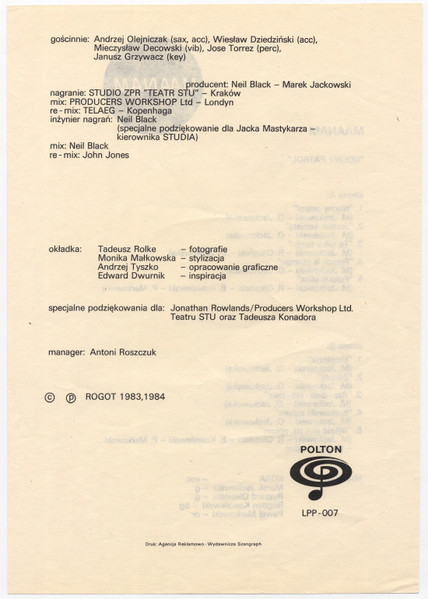 gościnnie: Andrzej Olejniczak (sax, acc), Wiesław Dziedziński (acc),
Mieczysław Decowski (vib), Jose Torrez (perc),
Janusz Grzywacz (key)
producent: Neil Black – Marek Jackowski
nagranie: STUDIO ZPR "TEATR STU" – Kraków
mix: PRODUCERS WORKSHOP Ltd – Londyn
re-mix: TELAEG – Kopenhaga
inżynier nagrań: Neil Black
(specjalne podziękowanie dla Jacka Mastykarza –
kierownika STUDIA)
mix: Neil Black
re-mix: John Jones
okładka: Tadeusz Rolke – fotografie
Monika Małkowska – stylizacja
Andrzej Tyszko – opracowanie graficzne
Edward Dwurnik – inspiracja
specjalne podziękowania dla: Jonathan Rowlands/Producers Workshop Ltd.
Teatru STU oraz Tadeusza Konadora
manager: Antoni Roszczuk
© ℗ ROGOT 1983,1984
POLTON
LPP-007
Druk: Agencja Reklamowo-Wydawnicza Szangraph